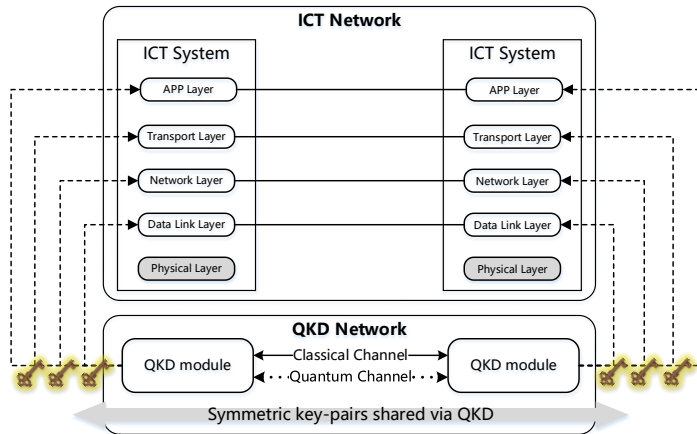 ICT Network
ICT System ICT System
APP Layer APP Layer
Transport Layer Transport Layer
Network Layer Network Layer
Data Link Layer Data Link Layer
Physical Layer Physical Layer
QKD Network
QKD module Classical Channel QKD module
Quantum Channel
Symmetric key-pairs shared via QKD